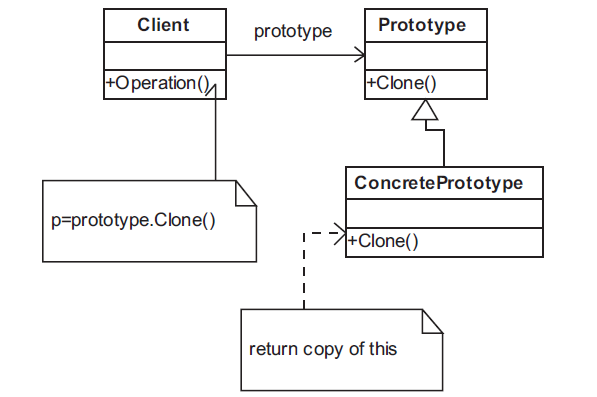 Client
prototype
Prototype
+Operation()
+Clone()
ConcretePrototype
p=prototype.Clone()
+Clone()
return copy of this